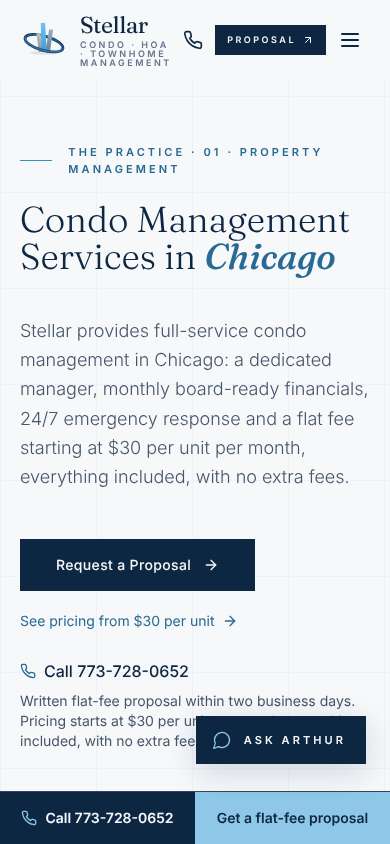 Stellar
CONDO · HOA
· TOWNHOME
MANAGEMENT
PROPOSAL
THE PRACTICE · 01 · PROPERTY
MANAGEMENT
Condo Management
Services in Chicago
Stellar provides full-service condo
management in Chicago: a dedicated
manager, monthly board-ready financials,
24/7 emergency response and a flat fee
starting at $30 per unit per month,
everything included, with no extra fees.
Request a Proposal
See pricing from $30 per unit
Call 773-728-0652
Written flat-fee proposal within two business days.
Pricing starts at $30 per
included, with no extra
ASK ARTHUR
Call 773-728-0652
Get a flat-fee proposal